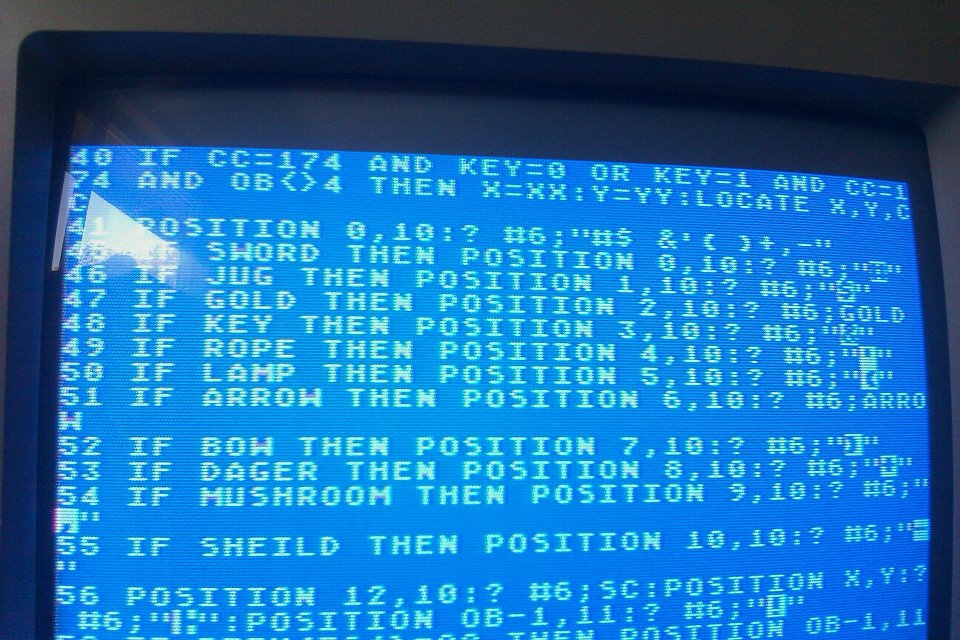 40 IF CC=174 AND KEY=0 OR KEY=1 AND CC=1
74 AND OB<>4 THEN X=XX:Y=YY:LOCATE X,Y,C
C
41 POSITION 0,10:? #6;"#$ &'( )+,-"
45 IF SWORD THEN POSITION 0,10:? #6;"
46 IF JUG THEN POSITION 1,10:? #6;"
47 IF GOLD THEN POSITION 2,10:? #6;GOLD
48 IF KEY THEN POSITION 3,10:? #6;"
49 IF ROPE THEN POSITION 4,10:? #6;"
50 IF LAMP THEN POSITION 5,10:? #6;"
51 IF ARROW THEN POSITION 6,10:? #6;ARRO
W
52 IF BOW THEN POSITION 7,10:? #6;"
53 IF DAGER THEN POSITION 8,10:? #6;"
54 IF MUSHROOM THEN POSITION 9,10:? #6;"
"
55 IF SHEILD THEN POSITION 10,10:? #6;"
"
56 POSITION 12,10:? #6;SC:POSITION X,Y:?
#6;" ":POSITION OB-1,11:? #6;"
POSITION OB-1,11